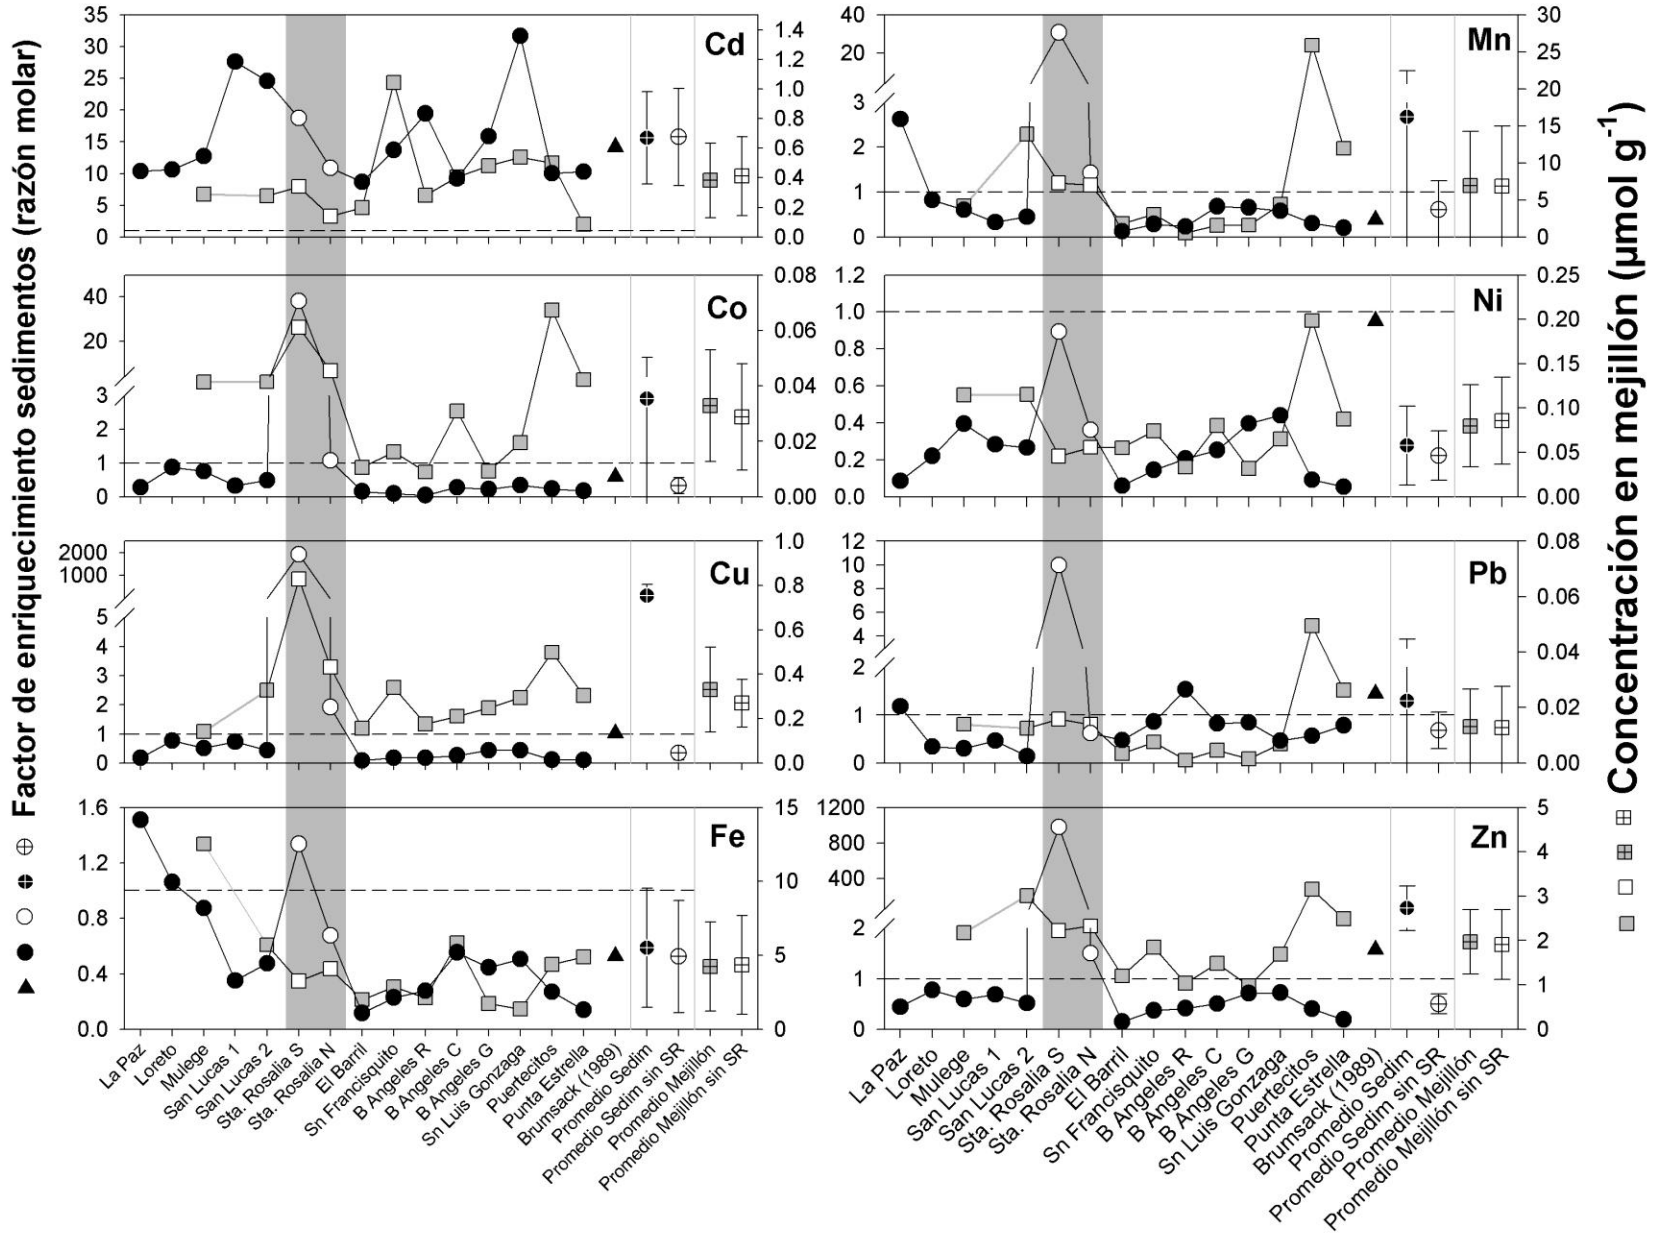 Factor de enriquecimiento sedimentos (razón molar)
35
30
25
20
15
10
5
0
Cd
1.4
1.2
1.0
0.8
0.6
0.4
0.2
0.0
40
20
3
2
1
0
Co
0.08
0.06
0.04
0.02
0.00
2000
1000
5
4
3
2
1
0
Cu
1.0
0.8
0.6
0.4
0.2
0.0
1.6
1.2
0.8
0.4
0.0
Fe
15
10
5
0
La Paz
Loreto
Mulege
San Lucas 1
San Lucas 2
Sta. Rosalia S
Sta. Rosalia N
El Barril
Sn Francisquito
B Angeles R
B Angeles C
B Angeles G
Sn Luis Gonzaga
Puertecitos
Punta Estrella
Brumsack (1989)
Promedio Sedim
Promedio Sedim sin SR
Promedio Mejillón
Promedio Mejillón sin SR
40
20
3
2
1
0
Mn
30
25
20
15
10
5
0
1.2
1.0
0.8
0.6
0.4
0.2
0.0
Ni
0.25
0.20
0.15
0.10
0.05
0.00
12
10
8
6
4
2
1
0
Pb
0.08
0.06
0.04
0.02
0.00
1200
800
400
2
1
0
Zn
5
4
3
2
1
0
La Paz
Loreto
Mulege
San Lucas 1
San Lucas 2
Sta. Rosalia S
Sta. Rosalia N
El Barril
Sn Francisquito
B Angeles R
B Angeles C
B Angeles G
Sn Luis Gonzaga
Puertecitos
Punta Estrella
Brumsack (1989)
Promedio Sedim
Promedio Sedim sin SR
Promedio Mejillón
Promedio Mejillón sin SR
Concentración en mejillón (µmol g⁻¹)